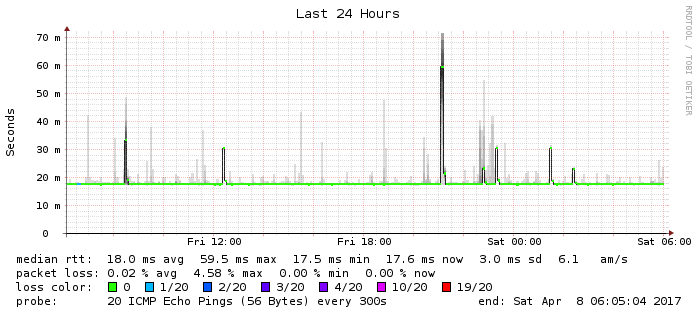 Last 24 Hours
RRDTOOL / TOBI OETIKER
Seconds
70 m
60 m
50 m
40 m
30 m
20 m
10 m
0
Fri 12:00 Fri 18:00 Sat 00:00 Sat 06:00
median rtt: 18.0 ms avg 59.5 ms max 17.5 ms min 17.6 ms now 3.0 ms sd 6.1 am/s
packet loss: 0.02 % avg 4.58 % max 0.00 % min 0.00 % now
loss color: 0 1/20 2/20 3/20 4/20 10/20 19/20
probe: 20 ICMP Echo Pings (56 Bytes) every 300s end: Sat Apr 8 06:05:04 2017